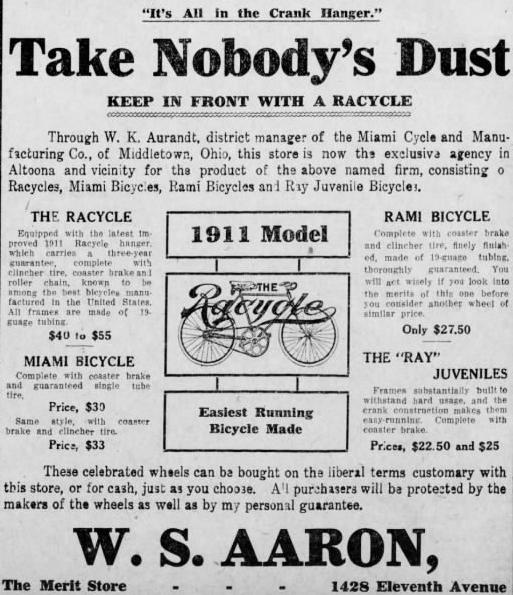 "It's All in the Crank Hanger."
Take Nobody's Dust
KEEP IN FRONT WITH A RACYCLE
Through W. K. Aurandt, district manager of the Miami Cycle and Manu-
facturing Co., of Middletown, Ohio, this store is now the exclusive agency in
Altoona and vicinity for the product of the above named firm, consisting o
Racycles, Miami Bicycles, Rami Bicycles and Ray Juvenile Bicycles.
THE RACYCLE
Equipped with the latest im-
proved 1911 Racycle hanger,
which carries a three-year
guarantee, complete with
clincher tire, coaster brake and
roller chain, known to be
among the best bicycles manu-
factured in the United States.
All frames are made of 19-
guage tubing.
$40 to $55
MIAMI BICYCLE
Complete with coaster brake
and guaranteed single tube
tire,
Price, $30
Same style, with coaster
brake and clincher tire.
Price, $33
1911 Model
THE
Racycle
Easiest Running
Bicycle Made
RAMI BICYCLE
Complete with coaster brake
and clincher tire, finely finish-
ed, made of 19-guage tubing,
thoroughly guaranteed. You
will act wisely if you look into
the merits of this one before
you consider another wheel of
similar price.
Only $27.50
THE "RAY"
JUVENILES
Frames substantially built to
withstand hard usage, and the
crank construction makes them
easy-running. Complete with
coaster brake.
Prices, $22.50 and $25
These celebrated wheels can be bought on the liberal terms customary with
this store, or for cash, just as you choose. All purchasers will be protected by the
makers of the wheels as well as by my personal guarantee.
W. S. AARON,
The Merit Store - - - 1428 Eleventh Avenue